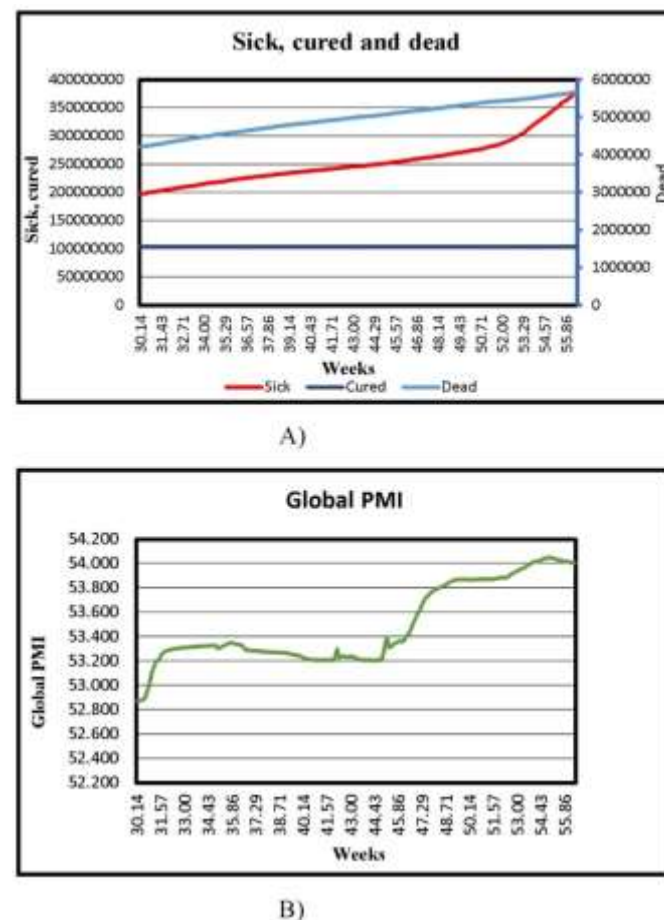 Sick, cured and dead
400000000
350000000
300000000
250000000
200000000
150000000
100000000
50000000
0
Sick, cured
6000000
5000000
4000000
3000000
2000000
1000000
0
Dead
30.14 31.43 32.71 34.00 35.29 36.57 37.86 39.14 40.43 41.71 43.00 44.29 45.57 46.86 48.14 49.43 50.71 52.00 53.29 54.57 55.86
Weeks
Sick Cured Dead
A)
Global PMI
54.200
54.000
53.800
53.600
53.400
53.200
53.000
52.800
52.600
52.400
52.200
Global PMI
30.14 31.57 33.00 34.43 35.86 37.29 38.71 40.14 41.57 43.00 44.43 45.86 47.29 48.71 50.14 51.57 53.00 54.43 55.86
Weeks
B)